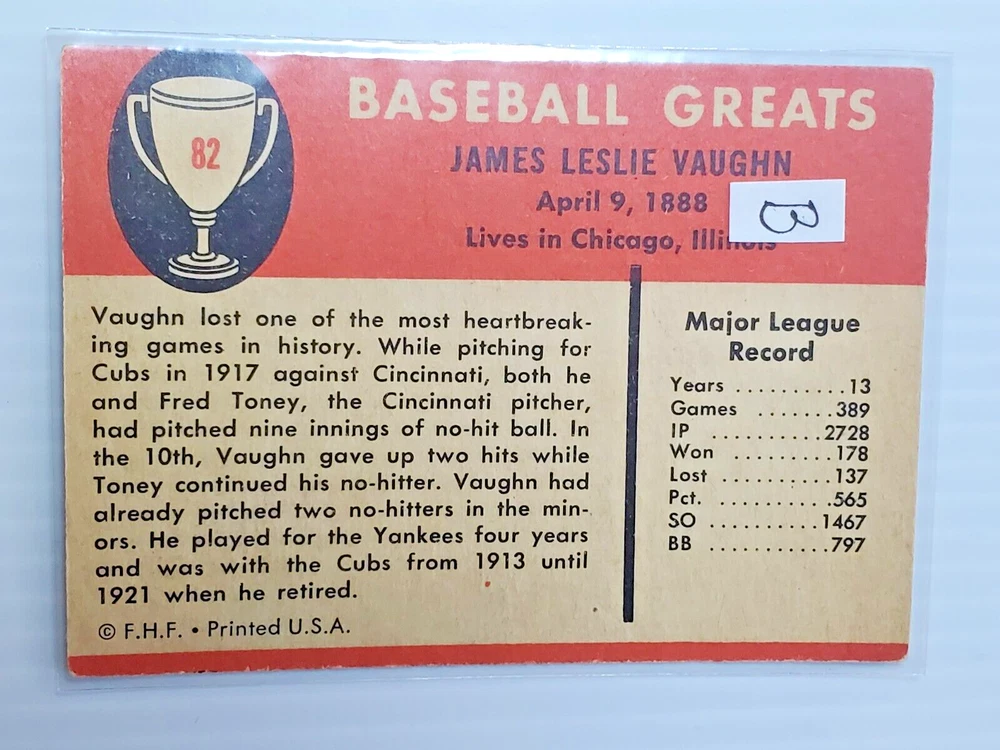 82
BASEBALL GREATS
JAMES LESLIE VAUGHN
April 9, 1888
B
Lives in Chicago, Illinois
Vaughn lost one of the most heartbreak-
ing games in history. While pitching for
Cubs in 1917 against Cincinnati, both he
and Fred Toney, the Cincinnati pitcher,
had pitched nine innings of no-hit ball. In
the 10th, Vaughn gave up two hits while
Toney continued his no-hitter. Vaughn had
already pitched two no-hitters in the min-
ors. He played for the Yankees four years
and was with the Cubs from 1913 until
1921 when he retired.
© F.H.F. • Printed U.S.A.
Major League
Record
Years ..........13
Games .......389
IP ..........2728
Won .........178
Lost .........137
Pct. .........565
SO ..........1467
BB ...........797